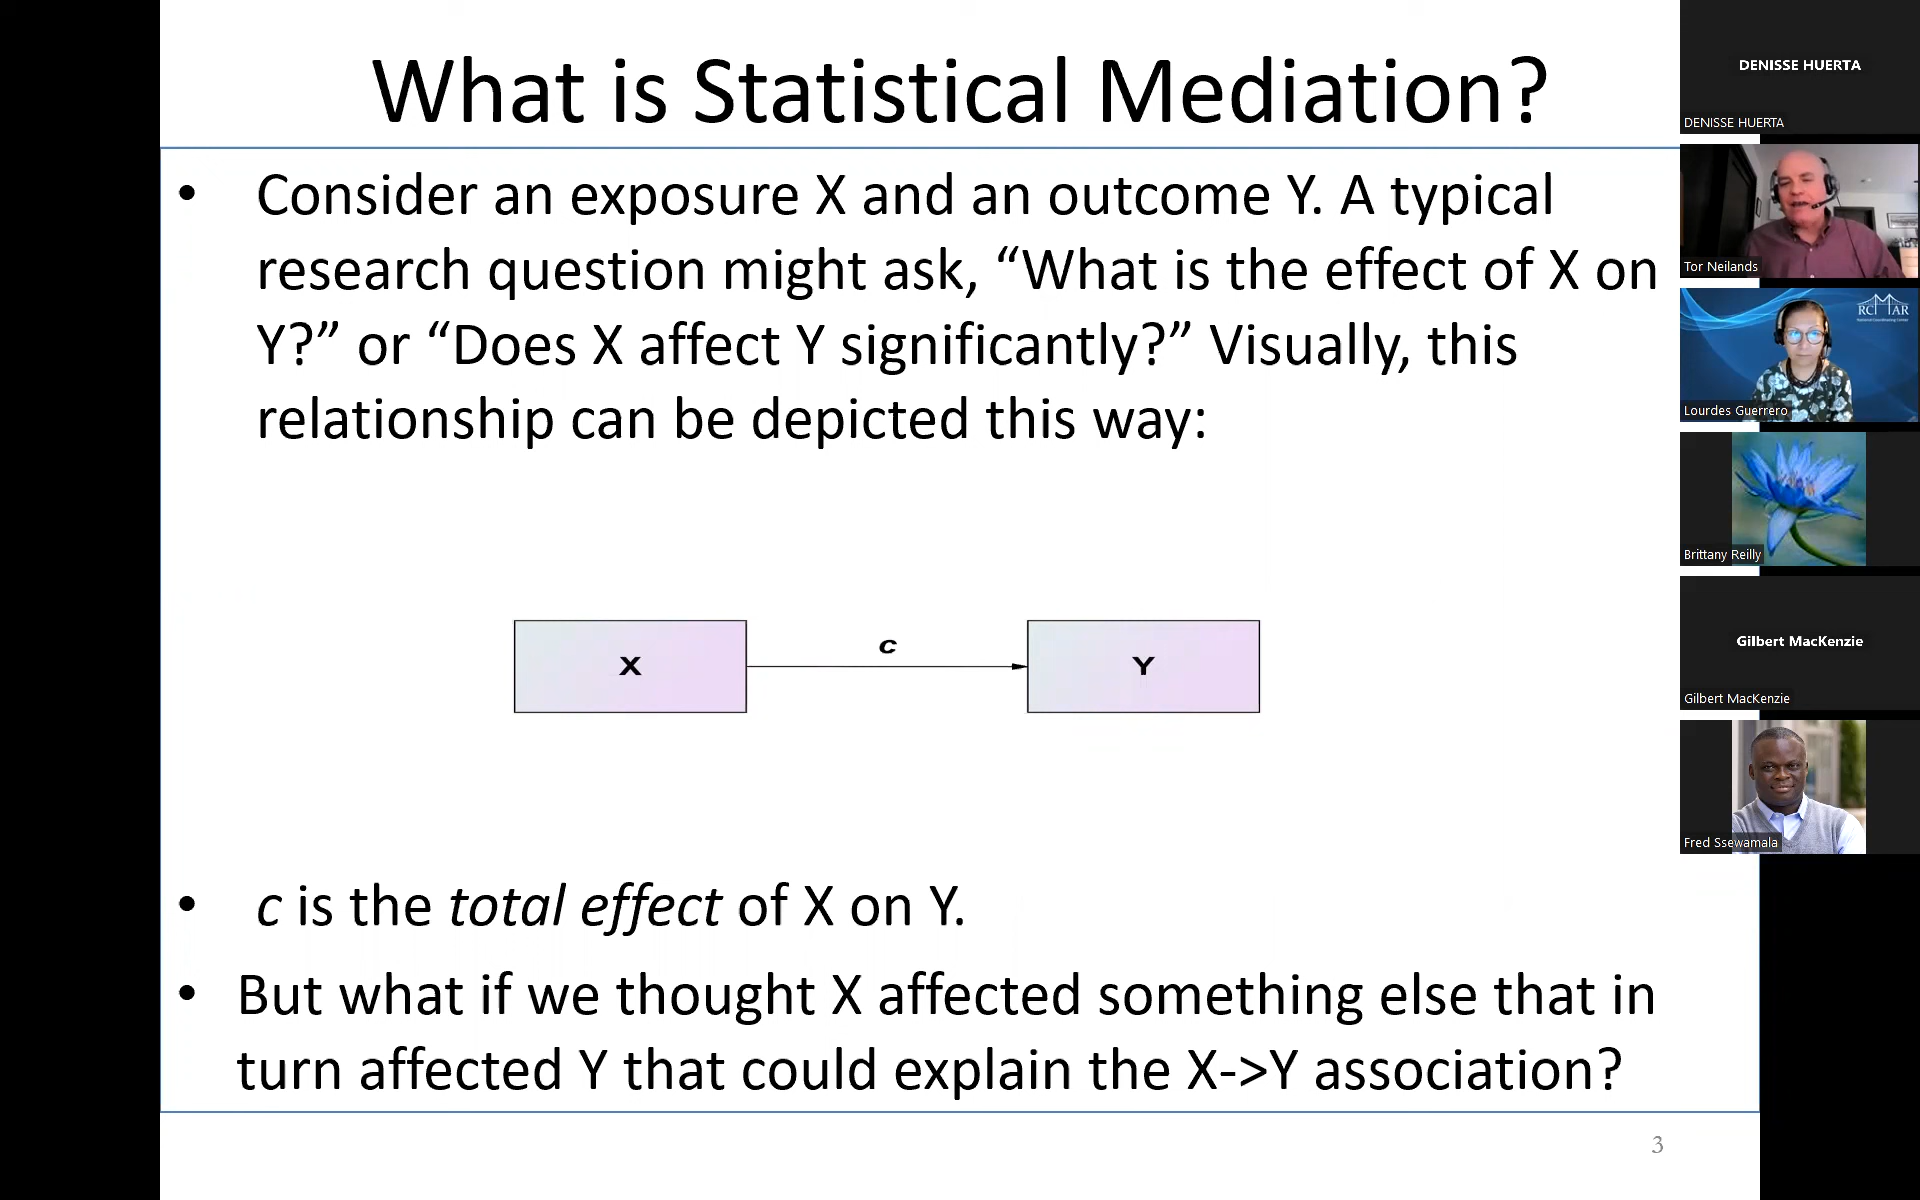 What is Statistical Mediation?
• Consider an exposure X and an outcome Y. A typical
research question might ask, “What is the effect of X on
Y?” or “Does X affect Y significantly?” Visually, this
relationship can be depicted this way:
X
c
Y
• c is the total effect of X on Y.
• But what if we thought X affected something else that in
turn affected Y that could explain the X->Y association?
3
DENISSE HUERTA
DENISSE HUERTA
Tor Neilands
RCMAR
Lourdes Guerrero
Brittany Reilly
Gilbert MacKenzie
Gilbert MacKenzie
Fred Ssewamala